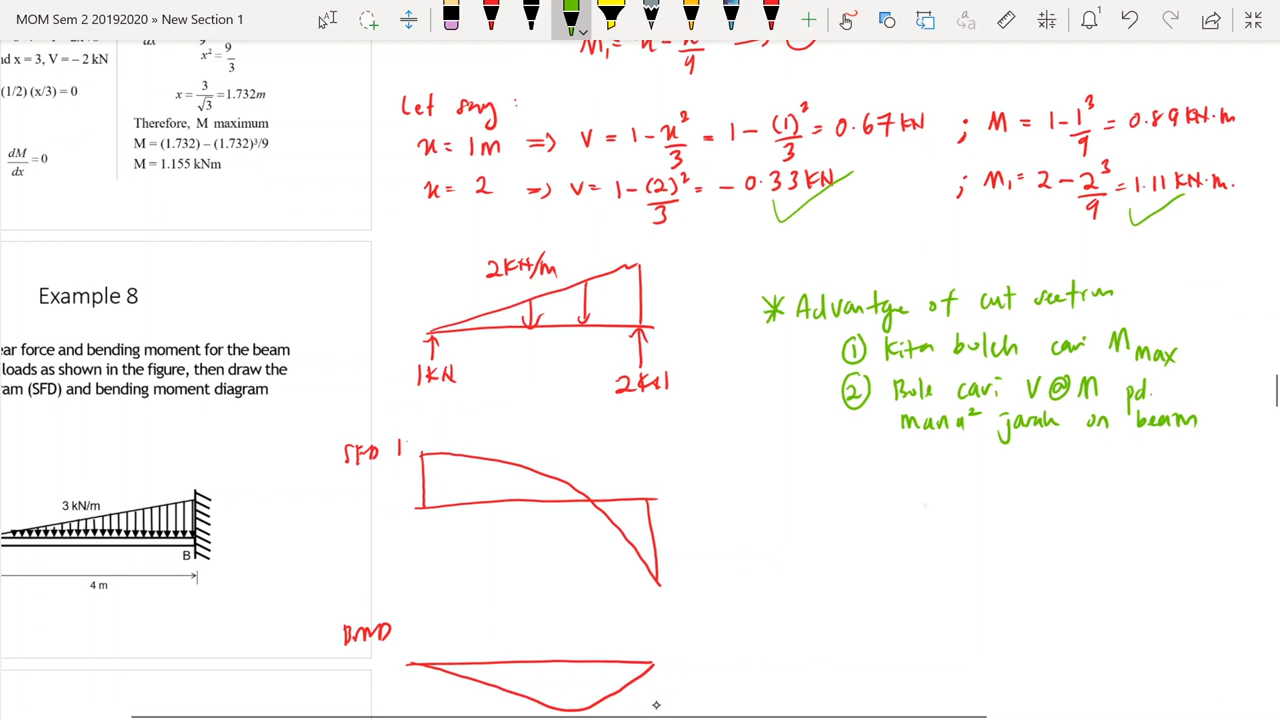 MOM Sem 2 20192020 » New Section 1
nd x = 3, V = – 2 kN
(1/2) (x/3) = 0
dM/dx = 0
x² = 9/3
x = 3/√3 = 1.732m
Therefore, M maximum
M = (1.732) – (1.732)³/9
M = 1.155 kNm
Example 8
ear force and bending moment for the beam
loads as shown in the figure, then draw the
ram (SFD) and bending moment diagram
3 kN/m
B
4 m
Let say :
x = 1m => V = 1 - x²/3 = 1 - (1)²/3 = 0.67 kN ; M = 1 - 1³/9 = 0.89 kN.m
x = 2 => V = 1 - (2)²/3 = - 0.33 kN ; M₁ = 2 - 2³/9 = 1.11 kN.m.
2kN/m
1kN
2kN
SFD 1
BMD
* Advantge of cut section
① Kita boleh cari M max
② Bole cari V @ M pd.
mana² jarak on beam